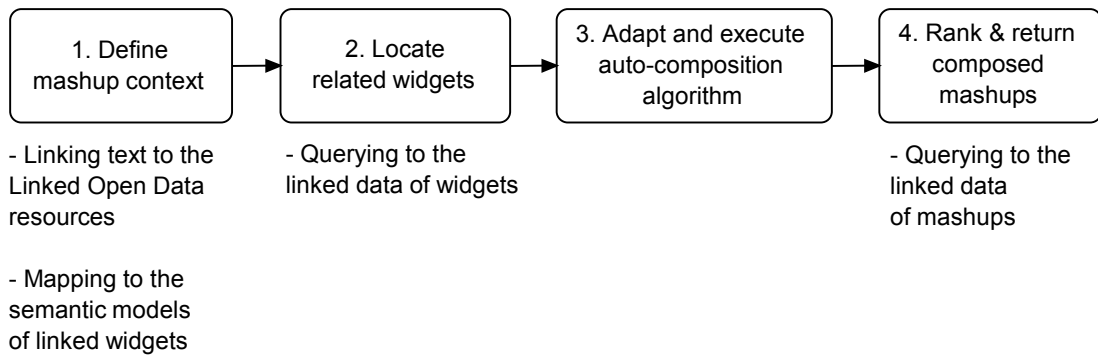 1. Define
mashup context
2. Locate
related widgets
3. Adapt and execute
auto-composition
algorithm
4. Rank & return
composed
mashups
- Linking text to the
Linked Open Data
resources
- Mapping to the
semantic models
of linked widgets
- Querying to the
linked data of widgets
- Querying to the
linked data
of mashups